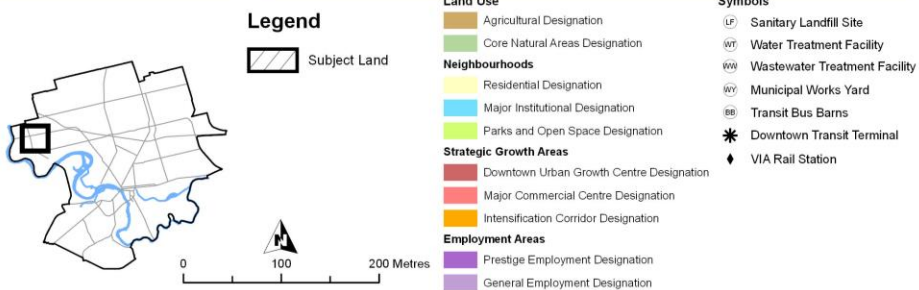 Legend
Subject Land
N
0 100 200 Metres
Land Use
Agricultural Designation
Core Natural Areas Designation
Neighbourhoods
Residential Designation
Major Institutional Designation
Parks and Open Space Designation
Strategic Growth Areas
Downtown Urban Growth Centre Designation
Major Commercial Centre Designation
Intensification Corridor Designation
Employment Areas
Prestige Employment Designation
General Employment Designation
Symbols
LF Sanitary Landfill Site
WT Water Treatment Facility
WW Wastewater Treatment Facility
WY Municipal Works Yard
BB Transit Bus Barns
Downtown Transit Terminal
VIA Rail Station